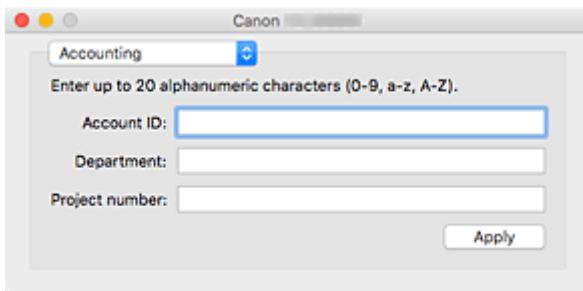 Canon
Accounting
Enter up to 20 alphanumeric characters (0-9, a-z, A-Z).
Account ID:
Department:
Project number:
Apply